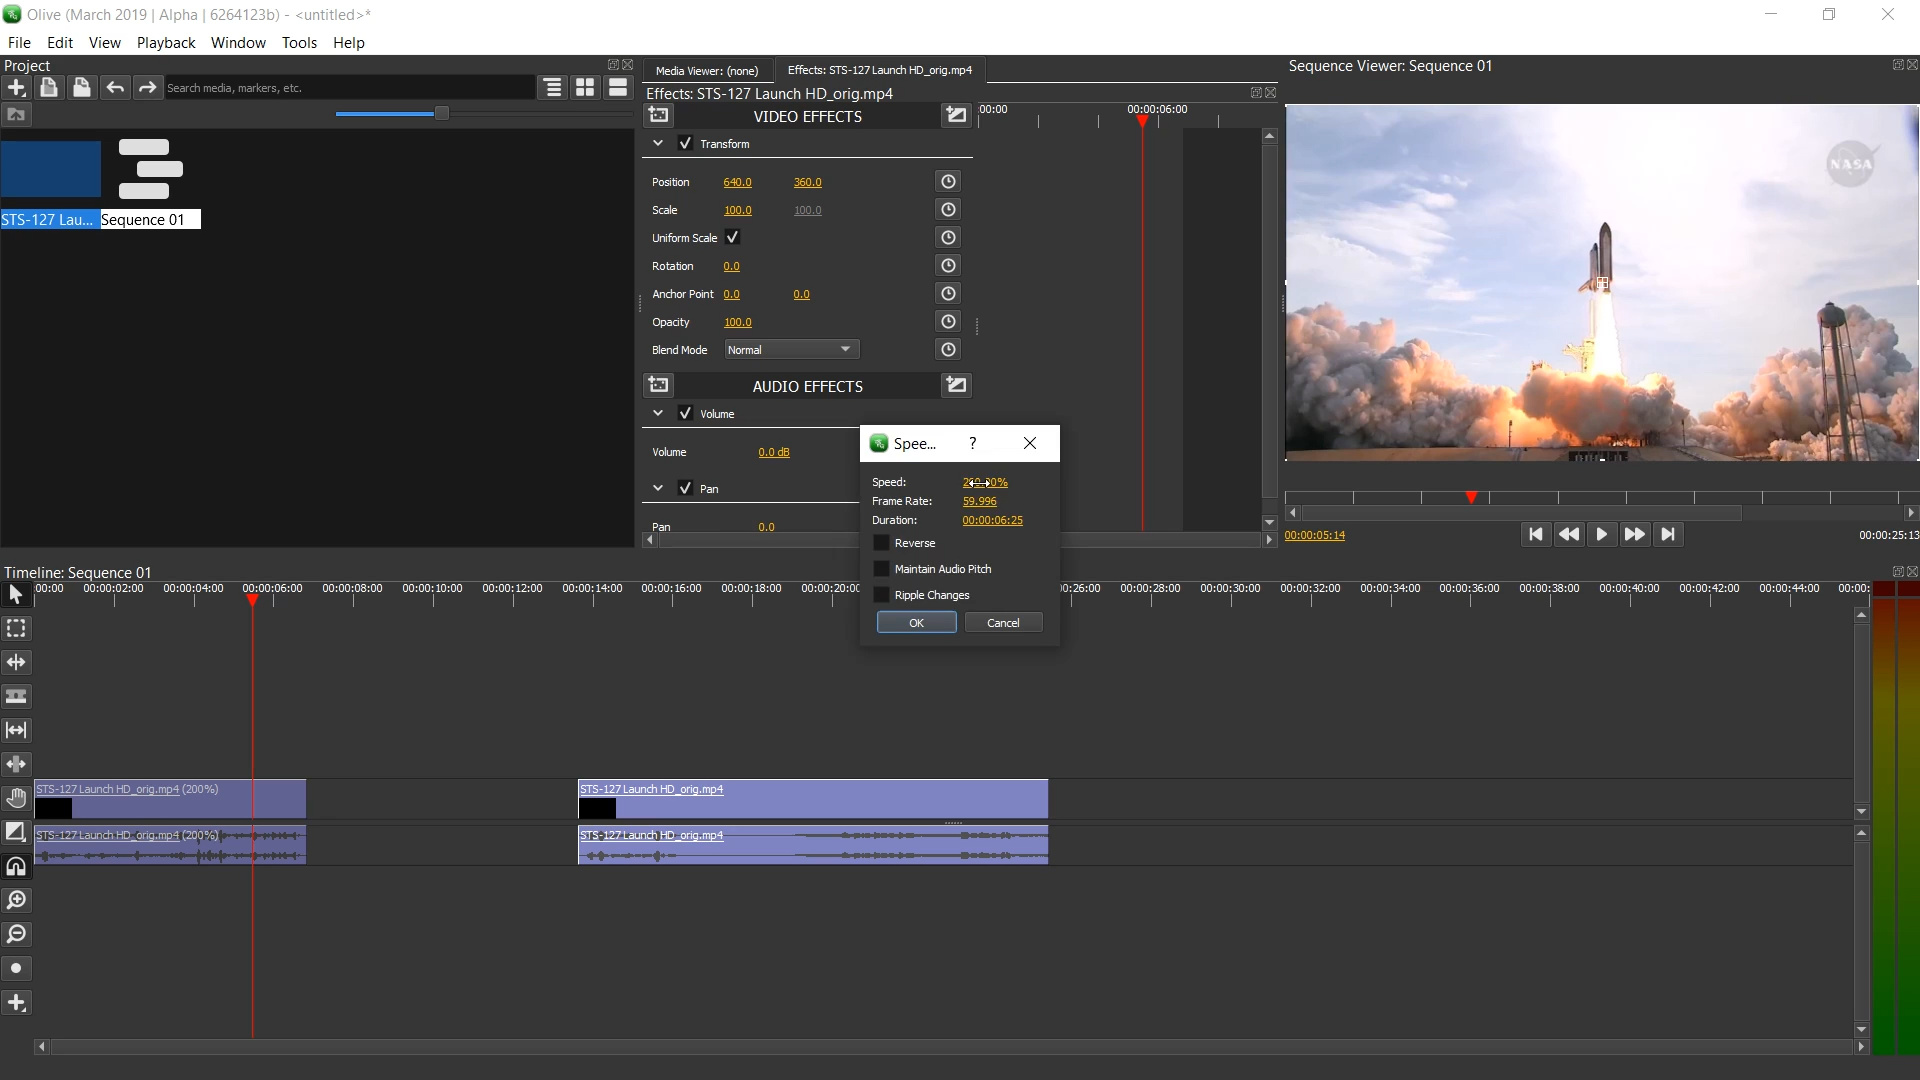 Olive (March 2019 | Alpha | 6264123b) - <untitled>*
File Edit View Playback Window Tools Help
Project
Search media, markers, etc.
STS-127 Lau... Sequence 01
Media Viewer: (none) Effects: STS-127 Launch HD_orig.mp4
Effects: STS-127 Launch HD_orig.mp4
VIDEO EFFECTS
:00:00 00:00:06:00
Transform
Position 640.0 360.0
Scale 100.0 100.0
Uniform Scale
Rotation 0.0
Anchor Point 0.0 0.0
Opacity 100.0
Blend Mode Normal
AUDIO EFFECTS
Volume
Volume 0.0 dB
Pan
Pan 0.0
Spee... ?
Speed:
Frame Rate: 59.996
Duration: 00:00:06:25
Reverse
Maintain Audio Pitch
Ripple Changes
OK Cancel
Sequence Viewer: Sequence 01
NASA
00:00:05:14 00:00:25:13
Timeline: Sequence 01
:00:00 00:00:02:00 00:00:04:00 00:00:06:00 00:00:08:00 00:00:10:00 00:00:12:00 00:00:14:00 00:00:16:00 00:00:18:00 00:00:20:00 0:26:00 00:00:28:00 00:00:30:00 00:00:32:00 00:00:34:00 00:00:36:00 00:00:38:00 00:00:40:00 00:00:42:00 00:00:44:00 00:00:
STS-127 Launch HD_orig.mp4 (200%) STS-127 Launch HD_orig.mp4
STS-127 Launch HD_orig.mp4 (200%) STS-127 Launch HD_orig.mp4